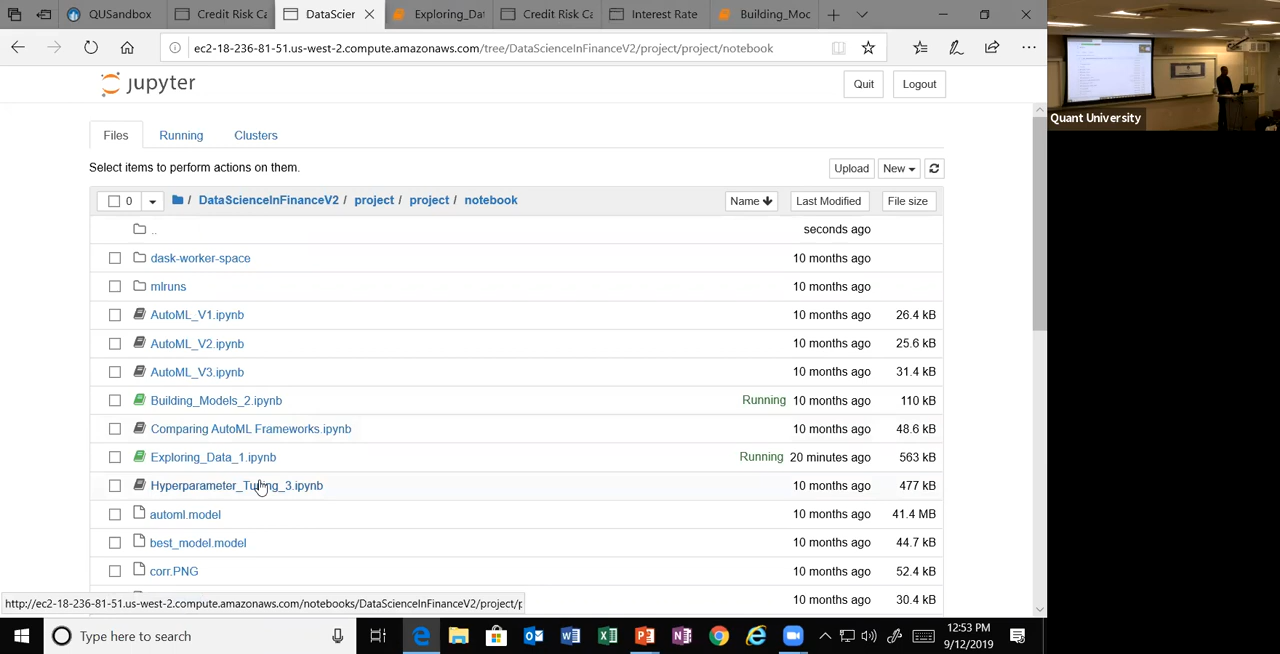 QUSandbox
Credit Risk Ca
DataScier
Exploring_Dat
Credit Risk Ca
Interest Rate
Building_Moc
ec2-18-236-81-51.us-west-2.compute.amazonaws.com/tree/DataScienceInFinanceV2/project/project/notebook
Quant University
jupyter
Quit
Logout
Files
Running
Clusters
Select items to perform actions on them.
Upload
New
0
/ DataScienceInFinanceV2 / project / project / notebook
Name
Last Modified
File size
..
seconds ago
dask-worker-space
10 months ago
mlruns
10 months ago
AutoML_V1.ipynb
10 months ago
26.4 kB
AutoML_V2.ipynb
10 months ago
25.6 kB
AutoML_V3.ipynb
10 months ago
31.4 kB
Building_Models_2.ipynb
Running
10 months ago
110 kB
Comparing AutoML Frameworks.ipynb
10 months ago
48.6 kB
Exploring_Data_1.ipynb
Running
20 minutes ago
563 kB
Hyperparameter_Tuning_3.ipynb
10 months ago
477 kB
automl.model
10 months ago
41.4 MB
best_model.model
10 months ago
44.7 kB
corr.PNG
10 months ago
52.4 kB
10 months ago
30.4 kB
http://ec2-18-236-81-51.us-west-2.compute.amazonaws.com/notebooks/DataScienceInFinanceV2/project/p
Type here to search
12:53 PM
9/12/2019